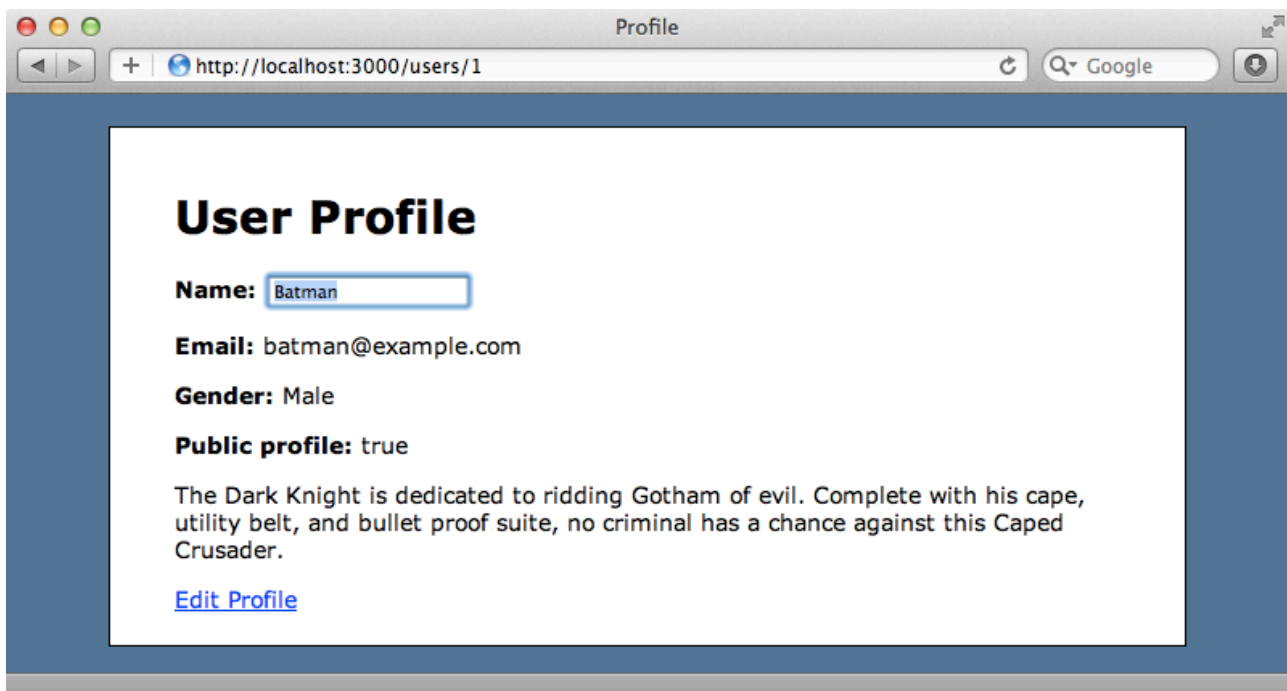 Profile
http://localhost:3000/users/1
Google
User Profile
Name: Batman
Email: batman@example.com
Gender: Male
Public profile: true
The Dark Knight is dedicated to ridding Gotham of evil. Complete with his cape,
utility belt, and bullet proof suite, no criminal has a chance against this Caped
Crusader.
Edit Profile